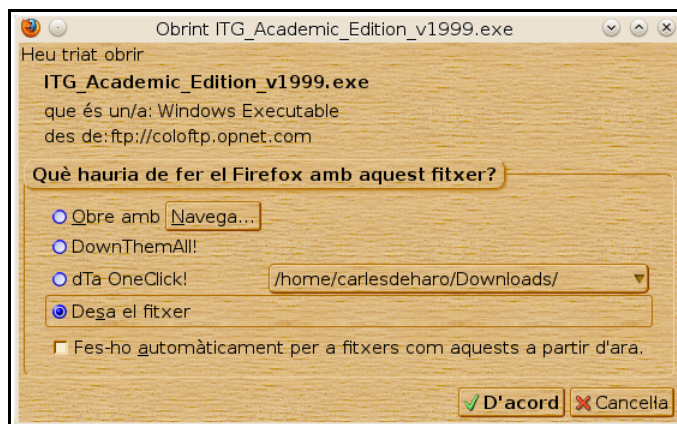 Obrint ITG_Academic_Edition_v1999.exe
Heu triat obrir
ITG_Academic_Edition_v1999.exe
que és un/a: Windows Executable
des de:ftp://coloftp.opnet.com
Què hauria de fer el Firefox amb aquest fitxer?
Obre amb Navega...
DownThemAll!
dTa OneClick! /home/carlesdeharo/Downloads/
Desa el fitxer
Fes-ho automàticament per a fitxers com aquests a partir d'ara.
D'acord Cancel·la